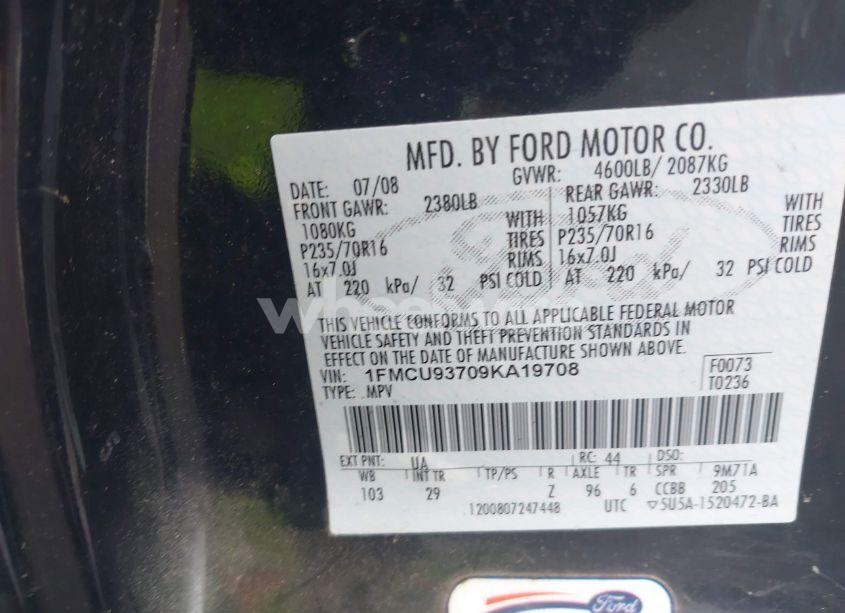 MFD. BY FORD MOTOR CO.
DATE: 07/08 GVWR: 4600LB/ 2087KG
FRONT GAWR: 2380LB REAR GAWR: 2330LB
1080KG WITH 1057KG WITH
P235/70R16 TIRES P235/70R16 TIRES
16x7.0J RIMS 16x7.0J RIMS
AT 220 kPa/ 32 PSI COLD AT 220 kPa/ 32 PSI COLD
THIS VEHICLE CONFORMS TO ALL APPLICABLE FEDERAL MOTOR
VEHICLE SAFETY AND THEFT PREVENTION STANDARDS IN
EFFECT ON THE DATE OF MANUFACTURE SHOWN ABOVE.
VIN: 1FMCU93709KA19708 F0073
TYPE: MPV T0236
EXT PNT: UA RC: 44 DSO:
WB INT TR TP/PS R AXLE TR SPR 9M71A
103 29 Z 96 6 CCBB 205
1200807247448 UTC ▽5U5A-1520472-BA
Ford